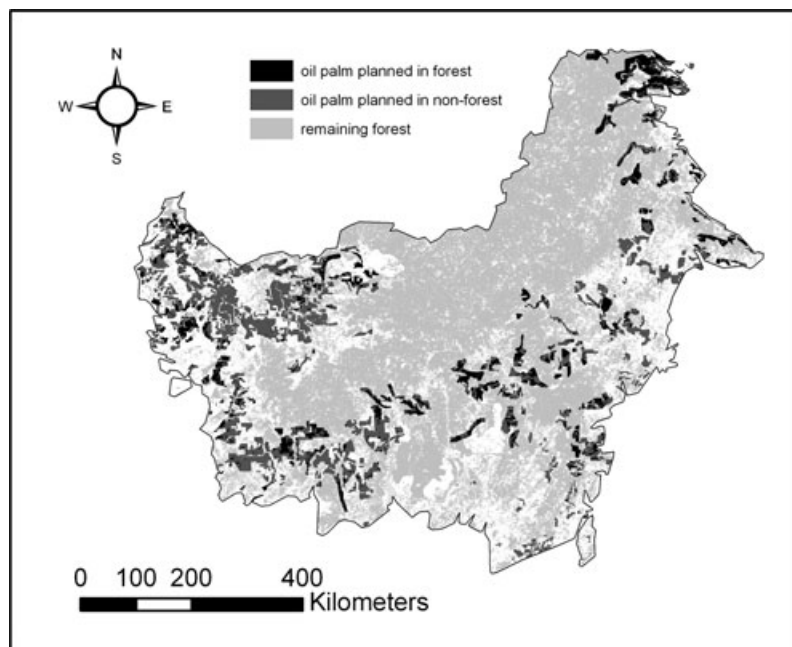 N
W E
S
oil palm planned in forest
oil palm planned in non-forest
remaining forest
0 100 200 400
Kilometers